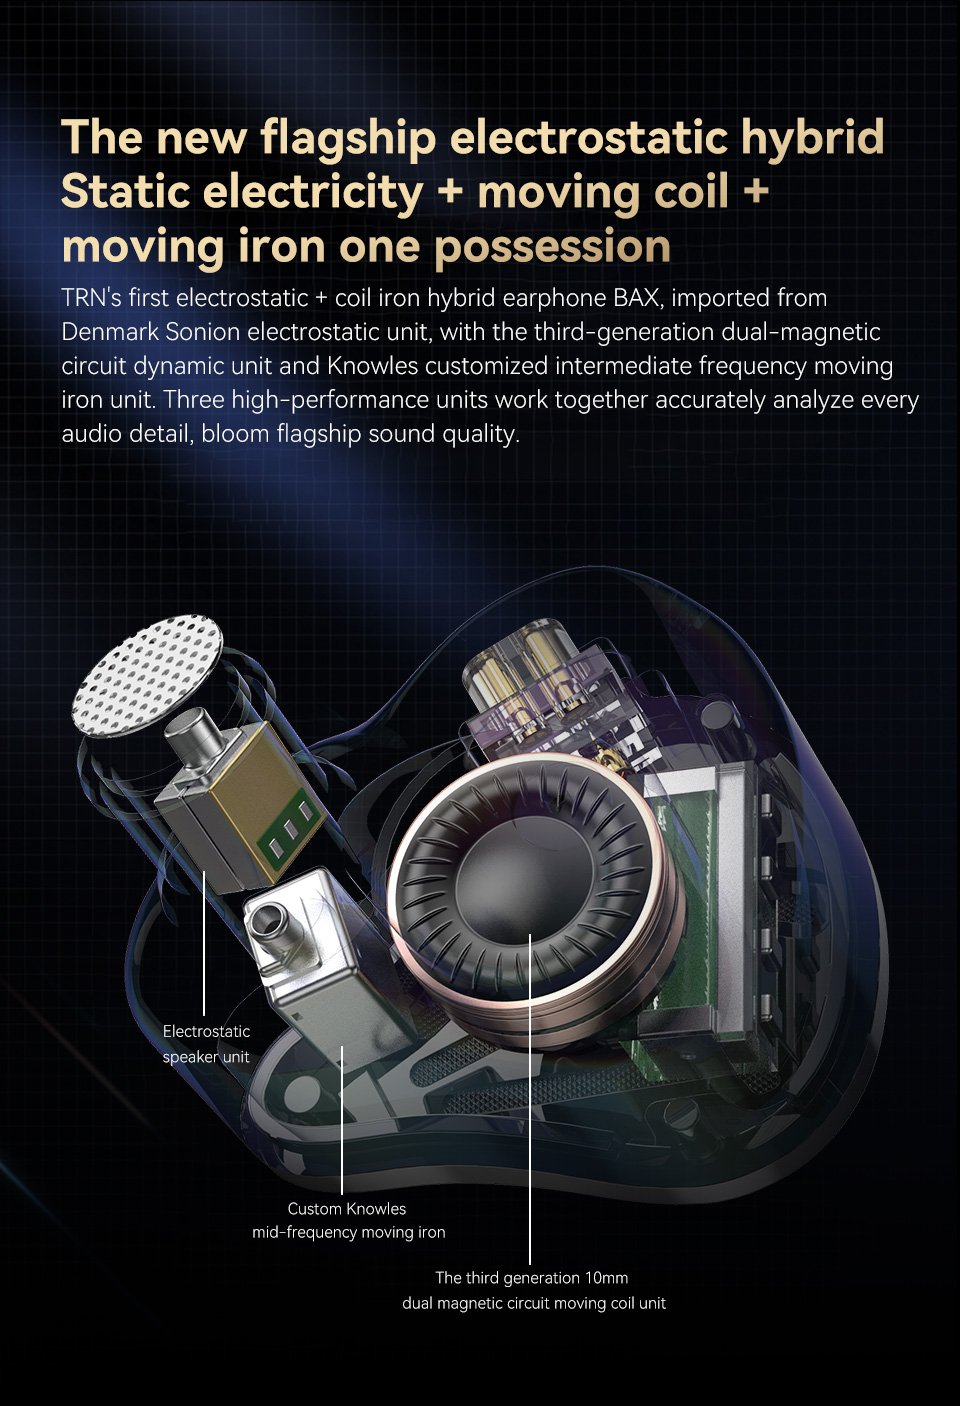 The new flagship electrostatic hybrid
Static electricity + moving coil +
moving iron one possession
TRN's first electrostatic + coil iron hybrid earphone BAX, imported from
Denmark Sonion electrostatic unit, with the third-generation dual-magnetic
circuit dynamic unit and Knowles customized intermediate frequency moving
iron unit. Three high-performance units work together accurately analyze every
audio detail, bloom flagship sound quality.
Electrostatic
speaker unit
Custom Knowles
mid-frequency moving iron
The third generation 10mm
dual magnetic circuit moving coil unit